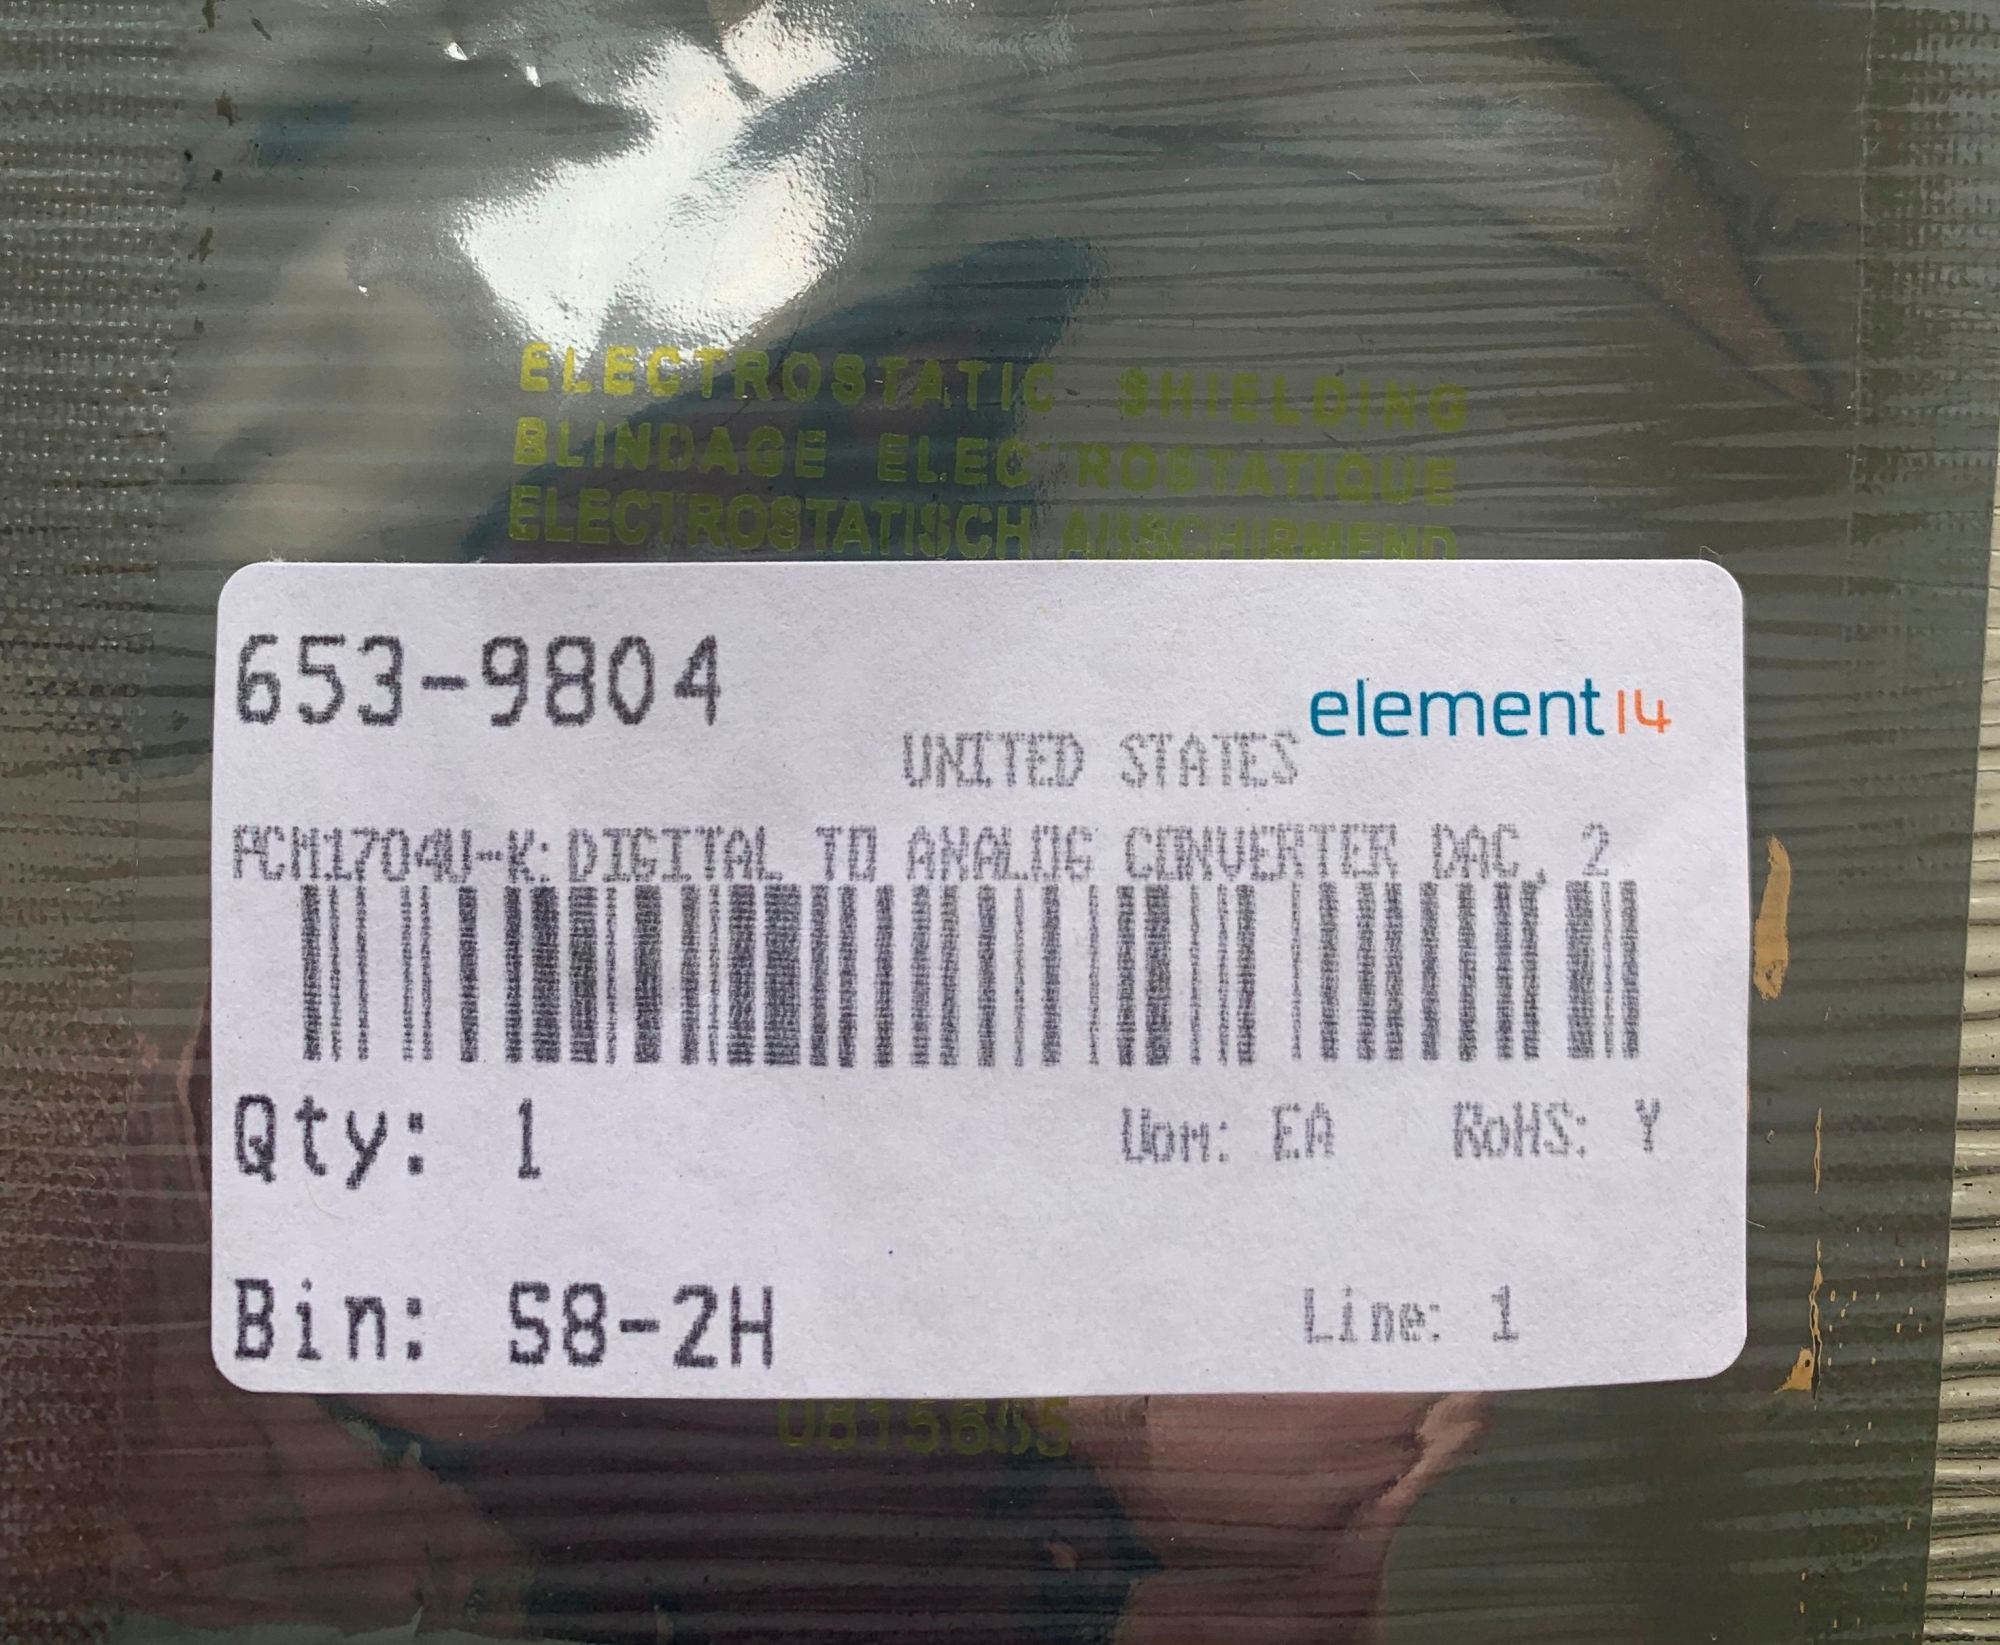 ELECTROSTATIC SHIELDING
BLINDAGE ELECTROSTATIQUE
ELECTROSTATISCH ABSCHIRMEND
653-9804
element14
UNITED STATES
PCM1704U-K: DIGITAL TO ANALOG CONVERTER DAC, 2
Qty: 1 Uom: EA RoHS: Y
Bin: S8-2H Line: 1